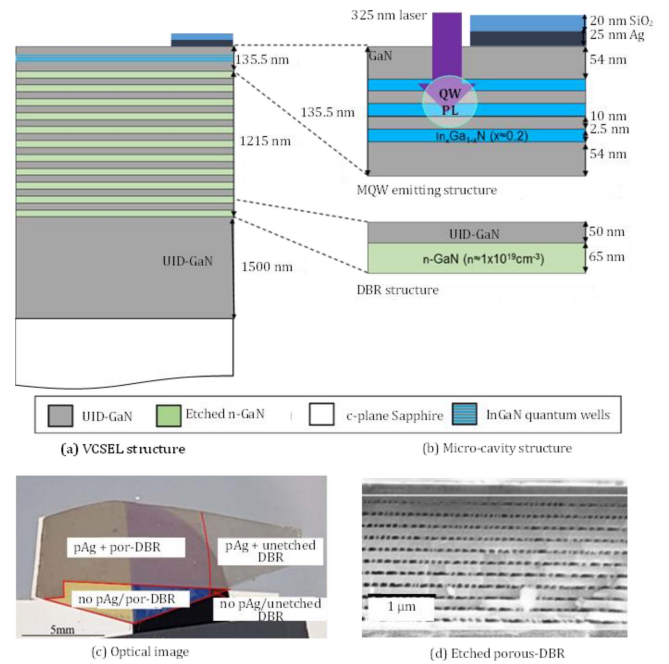 325 nm laser
20 nm SiO₂
25 nm Ag
135.5 nm
GaN
54 nm
QW
PL
1215 nm
135.5 nm
10 nm
2.5 nm
InₓGa₁₋ₓN (x≈0.2)
54 nm
MQW emitting structure
UID-GaN
50 nm
n-GaN (n≈1x10¹⁹cm⁻³)
65 nm
DBR structure
UID-GaN
1500 nm
UID-GaN
Etched n-GaN
c-plane Sapphire
InGaN quantum wells
(a) VCSEL structure
(b) Micro-cavity structure
pAg + por-DBR
pAg + unetched
DBR
no pAg/por-DBR
no pAg/unetched
DBR
5mm
1 µm
(c) Optical image
(d) Etched porous-DBR